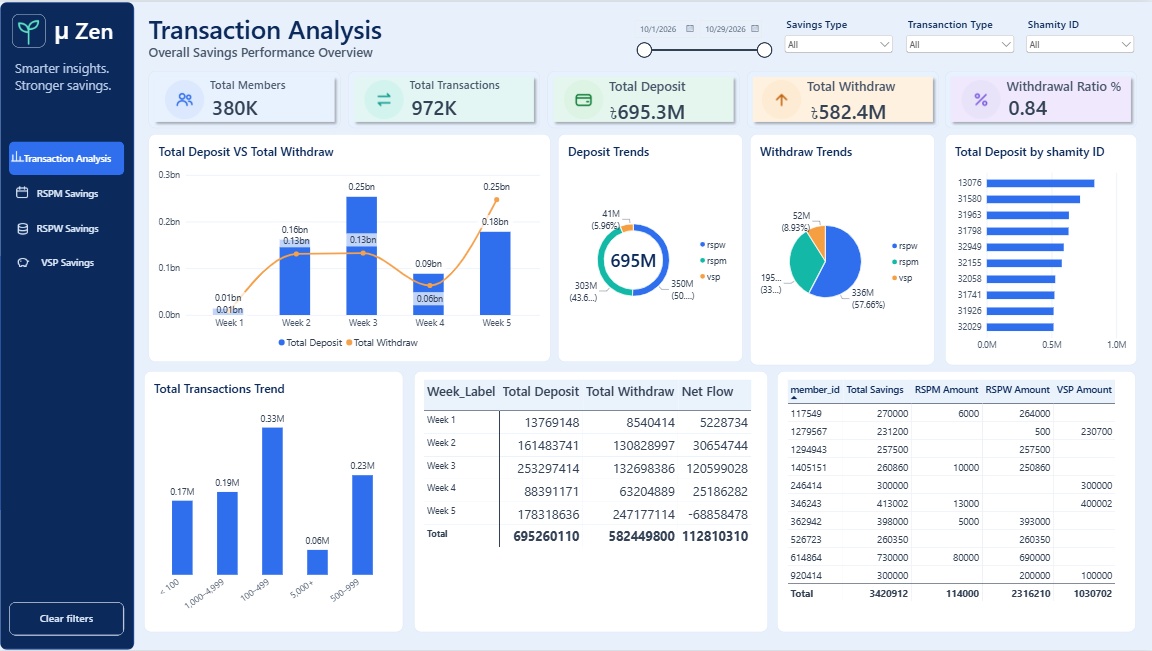 μ Zen
Smarter insights.
Stronger savings.
Transaction Analysis
RSPM Savings
RSPW Savings
VSP Savings
Clear filters
Transaction Analysis
Overall Savings Performance Overview
10/1/2026 10/29/2026
Savings Type
All
Transanction Type
All
Shamity ID
All
Total Members
380K
Total Transactions
972K
Total Deposit
৳695.3M
Total Withdraw
৳582.4M
Withdrawal Ratio %
0.84
Total Deposit VS Total Withdraw
0.3bn
0.2bn
0.1bn
0.0bn
0.01bn
0.01bn
0.16bn
0.13bn
0.25bn
0.13bn
0.09bn
0.06bn
0.25bn
0.18bn
Week 1 Week 2 Week 3 Week 4 Week 5
Total Deposit Total Withdraw
Deposit Trends
41M
(5.96%)
695M
303M
(43.6...)
350M
(50....)
rspw
rspm
vsp
Withdraw Trends
52M
(8.93%)
195...
(33...)
336M
(57.66%)
rspw
rspm
vsp
Total Deposit by shamity ID
13076
31580
31963
31798
32949
32155
32058
31741
31926
32029
0.0M 0.5M 1.0M
Total Transactions Trend
0.17M
0.19M
0.33M
0.06M
0.23M
< 100
1,000–4,999
100–499
5,000+
500–999
Week_Label Total Deposit Total Withdraw Net Flow
Week 1 13769148 8540414 5228734
Week 2 161483741 130828997 30654744
Week 3 253297414 132698386 120599028
Week 4 88391171 63204889 25186282
Week 5 178318636 247177114 -68858478
Total 695260110 582449800 112810310
member_id Total Savings RSPM Amount RSPW Amount VSP Amount
117549 270000 6000 264000
1279567 231200 500 230700
1294943 257500 257500
1405151 260860 10000 250860
246414 300000 300000
346243 413002 13000 400002
362942 398000 5000 393000
526723 260350 260350
614864 730000 80000 690000
920414 300000 200000 100000
Total 3420912 114000 2316210 1030702